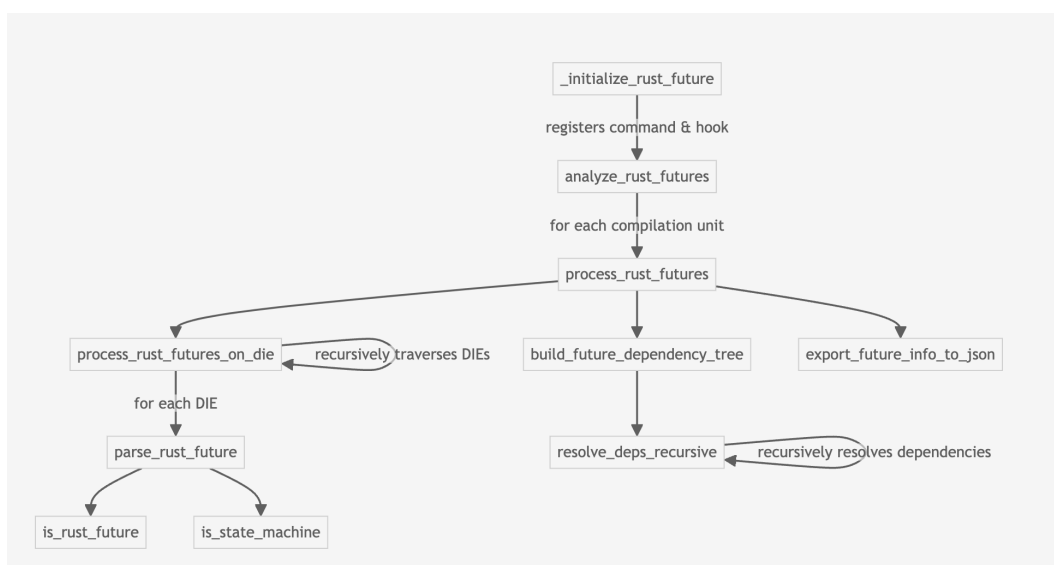 _initialize_rust_future
registers command & hook
analyze_rust_futures
for each compilation unit
process_rust_futures
process_rust_futures_on_die
recursively traverses DIEs
build_future_dependency_tree
export_future_info_to_json
for each DIE
parse_rust_future
resolve_deps_recursive
recursively resolves dependencies
is_rust_future
is_state_machine